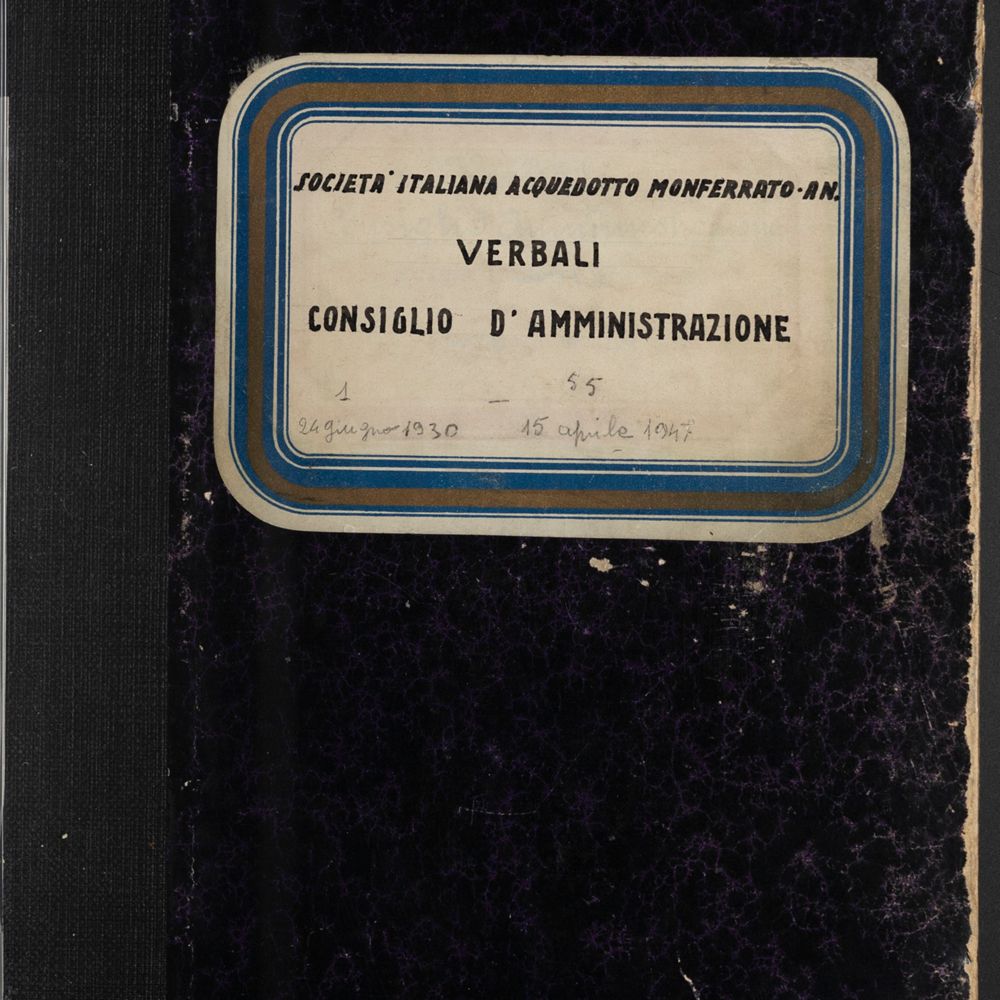 SOCIETA' ITALIANA ACQUEDOTTO MONFERRATO·AN.
VERBALI
CONSIGLIO D'AMMINISTRAZIONE
1 _ 55
24 giugno 1930 15 aprile 1947